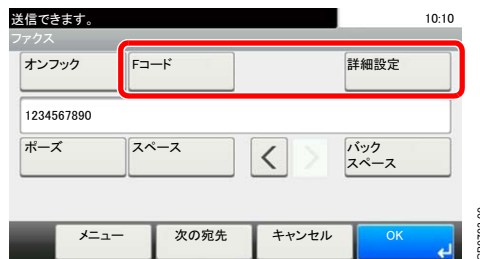 送信できます。 10:10
ファクス
オンフック Fコード 詳細設定
1234567890
ポーズ スペース バック
スペース
メニュー 次の宛先 キャンセル OK